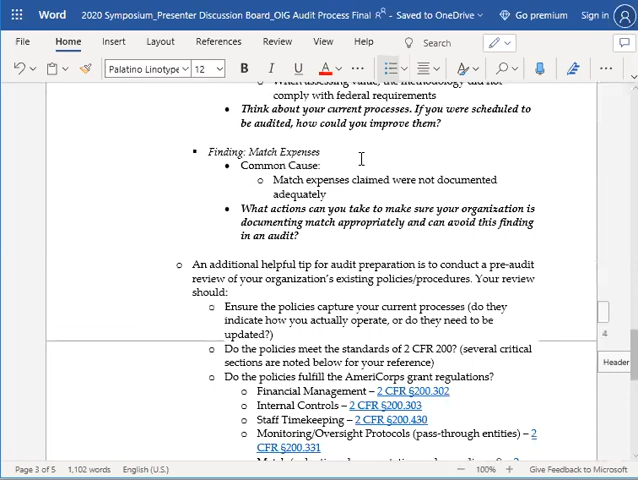 Word
2020 Symposium_Presenter Discussion Board_OIG Audit Process Final
- Saved to OneDrive
Go premium
Sign in
File
Home
Insert
Layout
References
Review
View
Help
Search
Palatino Linotype
12
B
I
U
A
When assessing value, the methodology did not
comply with federal requirements
Think about your current processes. If you were scheduled to
be audited, how could you improve them?
Finding: Match Expenses
Common Cause:
Match expenses claimed were not documented
adequately
What actions can you take to make sure your organization is
documenting match appropriately and can avoid this finding
in an audit?
An additional helpful tip for audit preparation is to conduct a pre-audit
review of your organization's existing policies/procedures. Your review
should:
Ensure the policies capture your current processes (do they
indicate how you actually operate, or do they need to be
updated?)
Do the policies meet the standards of 2 CFR 200? (several critical
sections are noted below for your reference)
Do the policies fulfill the AmeriCorps grant regulations?
Financial Management – 2 CFR §200.302
Internal Controls – 2 CFR §200.303
Staff Timekeeping – 2 CFR §200.430
Monitoring/Oversight Protocols (pass-through entities) – 2
CFR §200.331
Header
Page 3 of 5
1,102 words
English (U.S.)
100%
Give Feedback to Microsoft